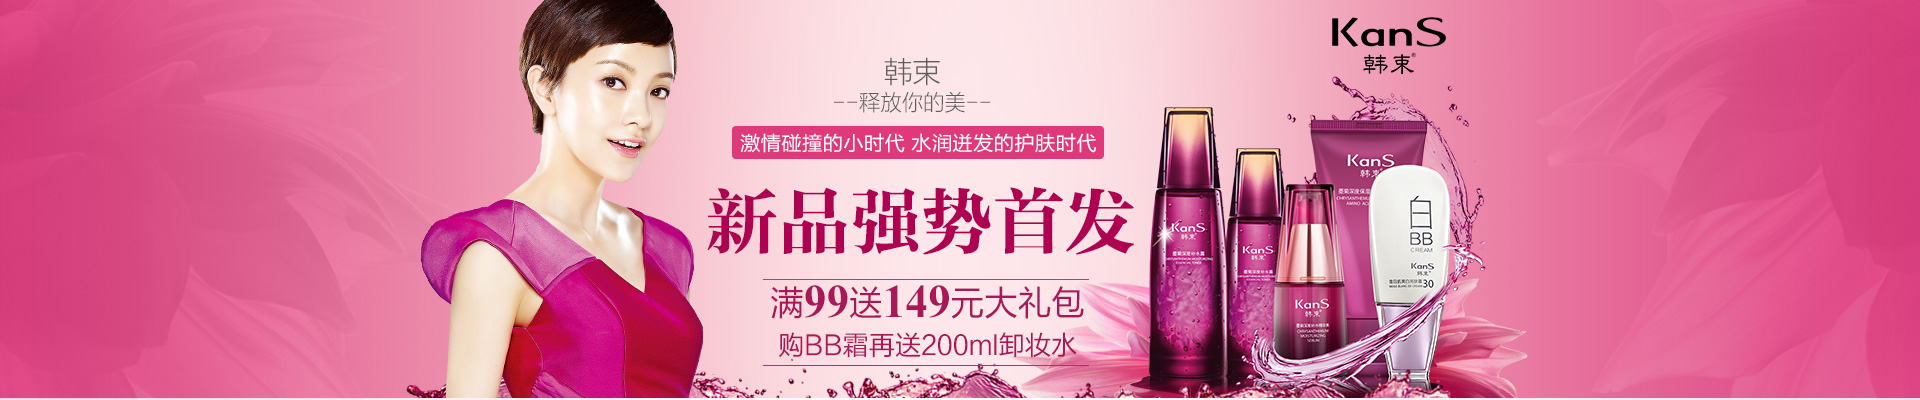 韩束
--释放你的美--
激情碰撞的小时代 水润迸发的护肤时代
新品强势首发
满99送149元大礼包
购BB霜再送200ml卸妆水
KanS
韩束®
KanS
韩束
KanS
韩束
KanS
韩束
CHRYSANTHEMUM
MOISTURIZING
SERUM
KanS
韩束
AMINO
白
BB
CREAM
KanS
韩束
30